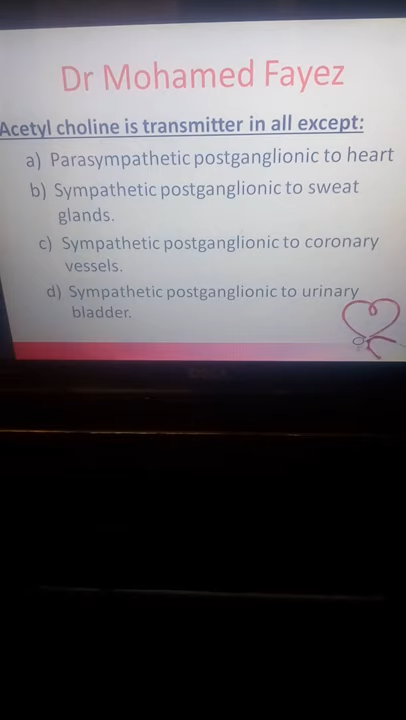 Dr Mohamed Fayez
Acetyl choline is transmitter in all except:
a) Parasympathetic postganglionic to heart
b) Sympathetic postganglionic to sweat
glands.
c) Sympathetic postganglionic to coronary
vessels.
d) Sympathetic postganglionic to urinary
bladder.
DELL